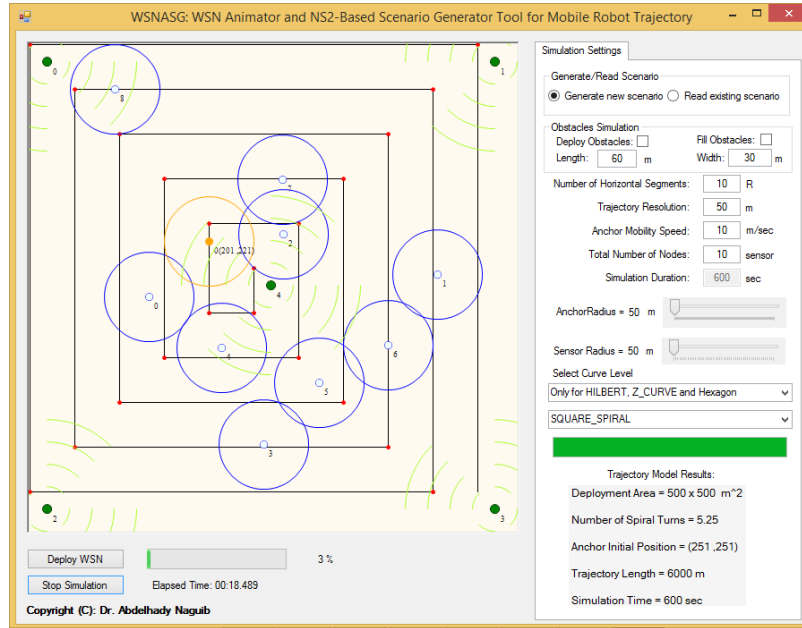 WSNASG: WSN Animator and NS2-Based Scenario Generator Tool for Mobile Robot Trajectory
0
1
8
7
2
0(201 ,221)
1
4
0
4
6
5
3
2
3
Deploy WSN
3 %
Stop Simulation
Elapsed Time: 00:18.489
Copyright (C): Dr. Abdelhady Naguib
Simulation Settings
Generate/Read Scenario
Generate new scenario
Read existing scenario
Obstacles Simulation
Deploy Obstacles:
Fill Obstacles:
Length: 60 m
Width: 30 m
Number of Horizontal Segments: 10 R
Trajectory Resolution: 50 m
Anchor Mobility Speed: 10 m/sec
Total Number of Nodes: 10 sensor
Simulation Duration: 600 sec
AnchorRadius = 50 m
Sensor Radius = 50 m
Select Curve Level
Only for HILBERT, Z_CURVE and Hexagon
SQUARE_SPIRAL
Trajectory Model Results:
Deployment Area = 500 x 500 m^2
Number of Spiral Turns = 5.25
Anchor Initial Position = (251 ,251)
Trajectory Length = 6000 m
Simulation Time = 600 sec